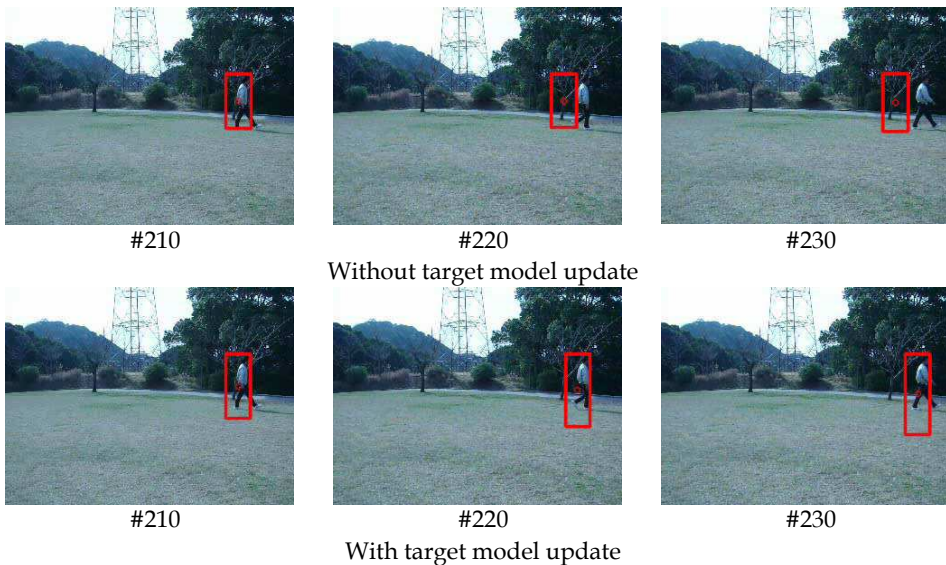 #210 #220 #230
Without target model update
#210 #220 #230
With target model update